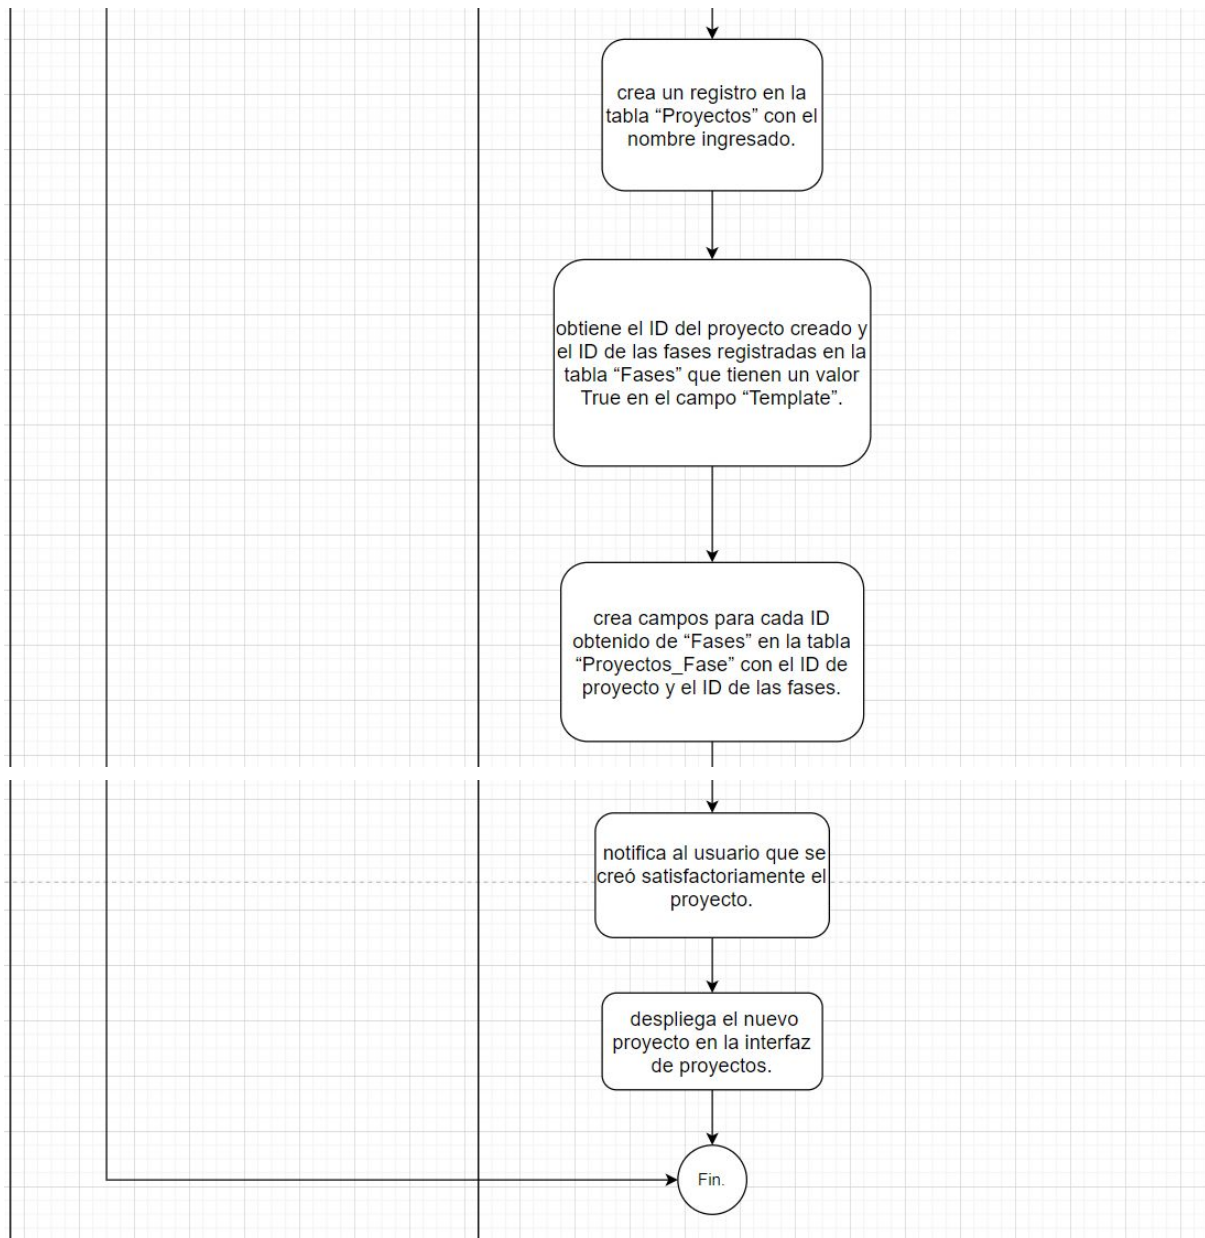 crea un registro en la
tabla “Proyectos” con el
nombre ingresado.
obtiene el ID del proyecto creado y
el ID de las fases registradas en la
tabla “Fases” que tienen un valor
True en el campo “Template”.
crea campos para cada ID
obtenido de “Fases” en la tabla
“Proyectos_Fase” con el ID de
proyecto y el ID de las fases.
notifica al usuario que se
creó satisfactoriamente el
proyecto.
despliega el nuevo
proyecto en la interfaz
de proyectos.
Fin.